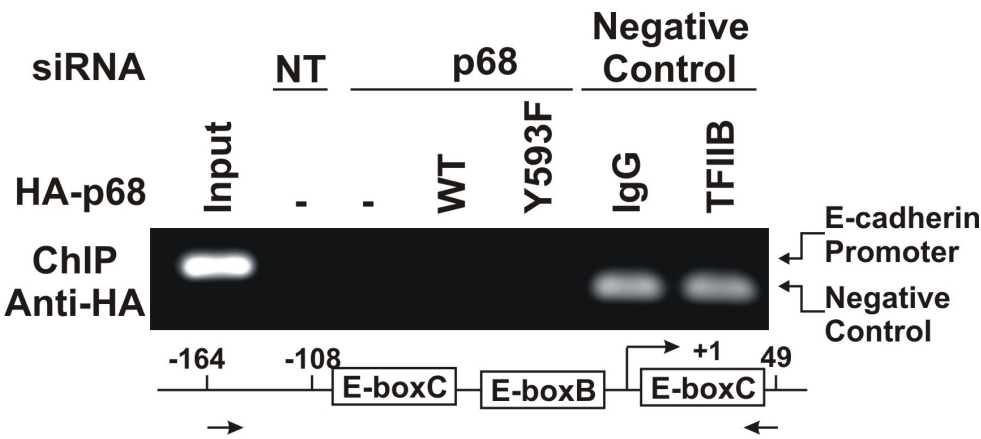 Negative
siRNA NT p68 Control
HA-p68 Input - - WT Y593F IgG TFIIB
E-cadherin
Promoter
ChIP
Anti-HA
Negative
Control
-164 -108 +1 49
E-boxC E-boxB E-boxC